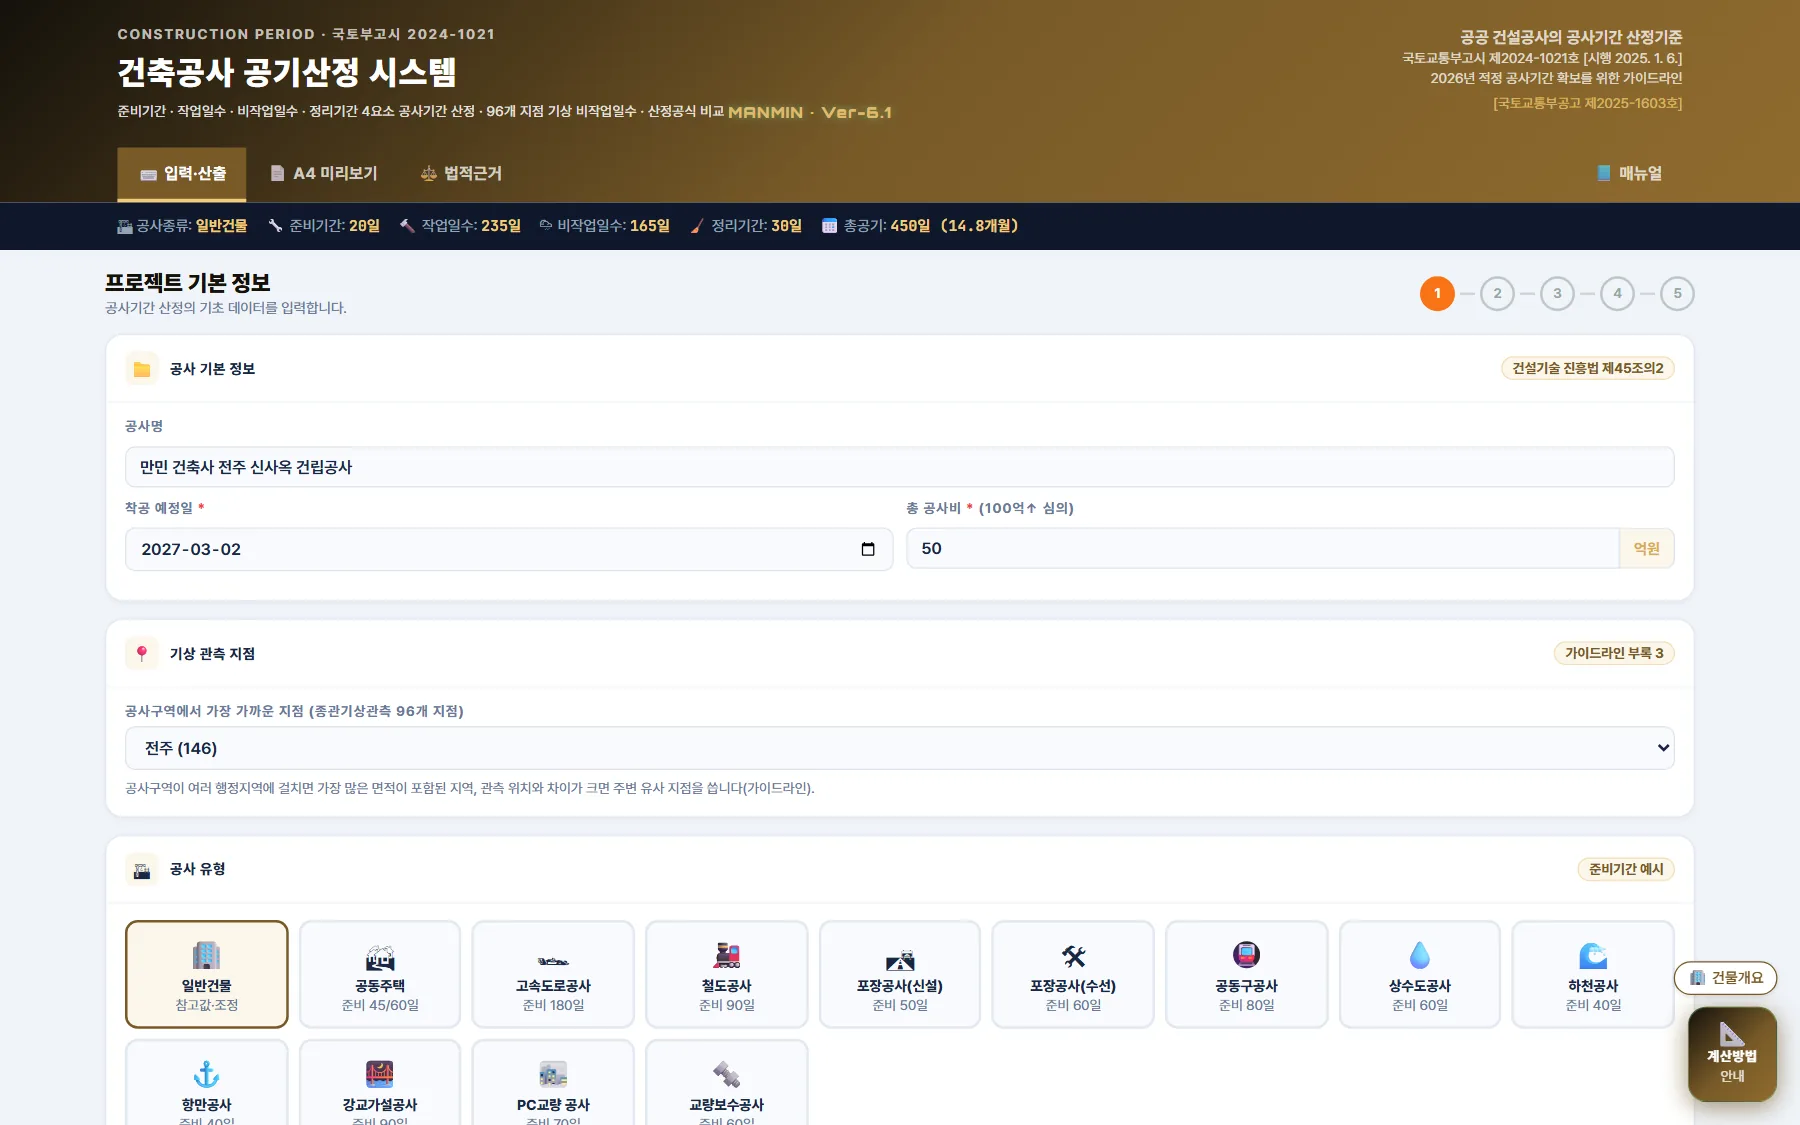 CONSTRUCTION PERIOD · 국토부고시 2024-1021
건축공사 공기산정 시스템
준비기간 · 작업일수 · 비작업일수 · 정리기간 4요소 공사기간 산정 · 96개 지점 기상 비작업일수 · 산정공식 비교 MANMIN · Ver-6.1
공공 건설공사의 공사기간 산정기준
국토교통부고시 제2024-1021호 [시행 2025. 1. 6.]
2026년 적정 공사기간 확보를 위한 가이드라인
[국토교통부공고 제2025-1603호]
입력·산출
A4 미리보기
법적근거
매뉴얼
공사종류: 일반건물 준비기간: 20일 작업일수: 235일 비작업일수: 165일 정리기간: 30일 총공기: 450일 (14.8개월)
프로젝트 기본 정보
공사기간 산정의 기초 데이터를 입력합니다.
1 2 3 4 5
공사 기본 정보
건설기술 진흥법 제45조의2
공사명
만민 건축사 전주 신사옥 건립공사
착공 예정일 *
총 공사비 * (100억↑ 심의)
2027-03-02
50
억원
기상 관측 지점
가이드라인 부록 3
공사구역에서 가장 가까운 지점 (종관기상관측 96개 지점)
전주 (146)
공사구역이 여러 행정지역에 걸치면 가장 많은 면적이 포함된 지역, 관측 위치와 차이가 크면 주변 유사 지점을 씁니다(가이드라인).
공사 유형
준비기간 예시
일반건물
참고값·조정
공동주택
준비 45/60일
고속도로공사
준비 180일
철도공사
준비 90일
포장공사(신설)
준비 50일
포장공사(수선)
준비 60일
공동구공사
준비 80일
상수도공사
준비 60일
하천공사
준비 40일
건물개요
계산방법
안내
항만공사
준비 40일
강교가설공사
준비 90일
PC교량 공사
준비 70일
교량보수공사
준비 60일